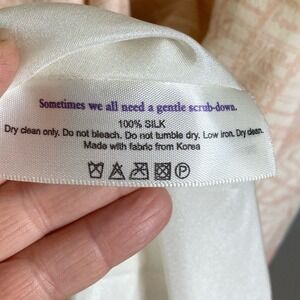 Sometimes we all need a gentle scrub-down.
100% SILK
Dry clean only. Do not bleach. Do not tumble dry. Low iron. Dry clean.
Made with fabric from Korea
P